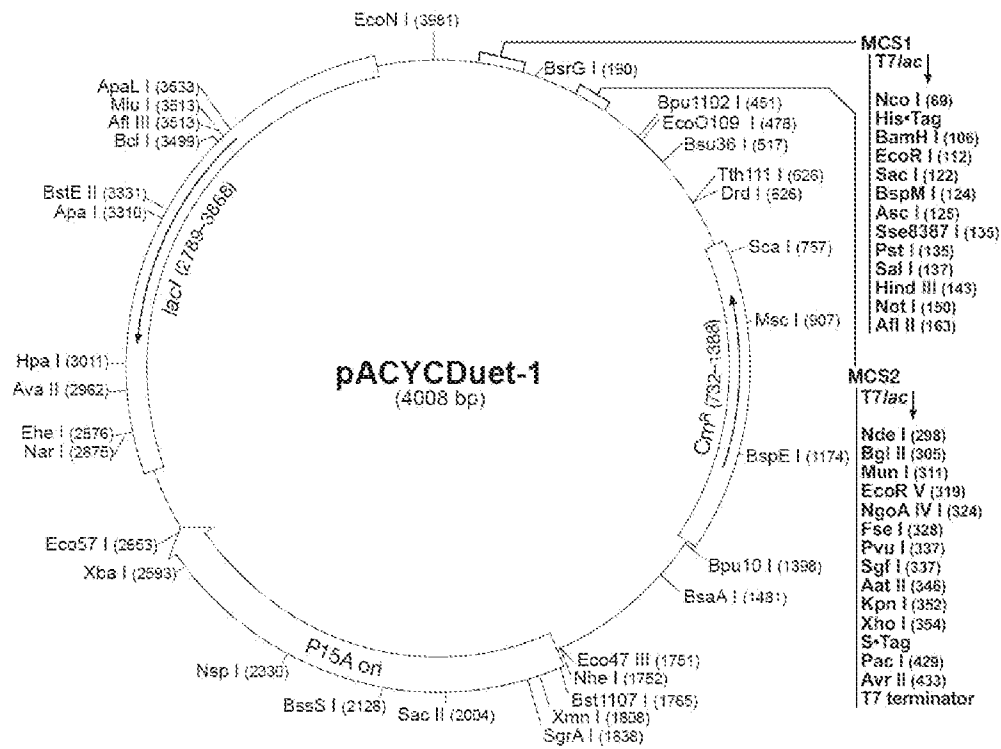 EcoN I (3981)
ApaL I (3633)
Mlu I (3513)
Afl III (3513)
Bcl I (3499)
BstE II (3331)
Apa I (3310)
lacI (2789–3868)
Hpa I (3011)
Ava II (2962)
Ehe I (2876)
Nar I (2875)
Eco57 I (2653)
Xba I (2593)
Nsp I (2330)
BssS I (2128)
Sac II (2004)
P15A ori
pACYCDuet-1
(4008 bp)
BsrG I (190)
Bpu1102 I (451)
EcoO109 I (478)
Bsu36 I (517)
Tth111 I (626)
Drd I (626)
Sca I (757)
Msc I (907)
CmR (732–1388)
BspE I (1174)
Bpu10 I (1398)
BsaA I (1481)
Eco47 III (1751)
Nhe I (1752)
Bst1107 I (1765)
Xmn I (1808)
SgrA I (1838)
MCS1
T7lac
Nco I (69)
His•Tag
BamH I (106)
EcoR I (112)
Sac I (122)
BspM I (124)
Asc I (125)
Sse8387 I (135)
Pst I (135)
Sal I (137)
Hind III (143)
Not I (150)
Afl II (163)
MCS2
T7lac
Nde I (298)
Bgl II (305)
Mun I (311)
EcoR V (319)
NgoA IV I (324)
Fse I (328)
Pvu I (337)
Sgf I (337)
Aat II (346)
Kpn I (352)
Xho I (354)
S•Tag
Pac I (429)
Avr II (433)
T7 terminator